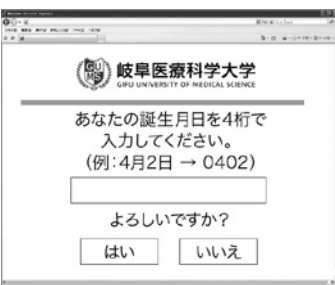 岐阜医療科学大学
GIFU UNIVERSITY OF MEDICAL SCIENCE
あなたの誕生月日を4桁で
入力してください。
(例:4月2日 → 0402)
よろしいですか?
はい
いいえ